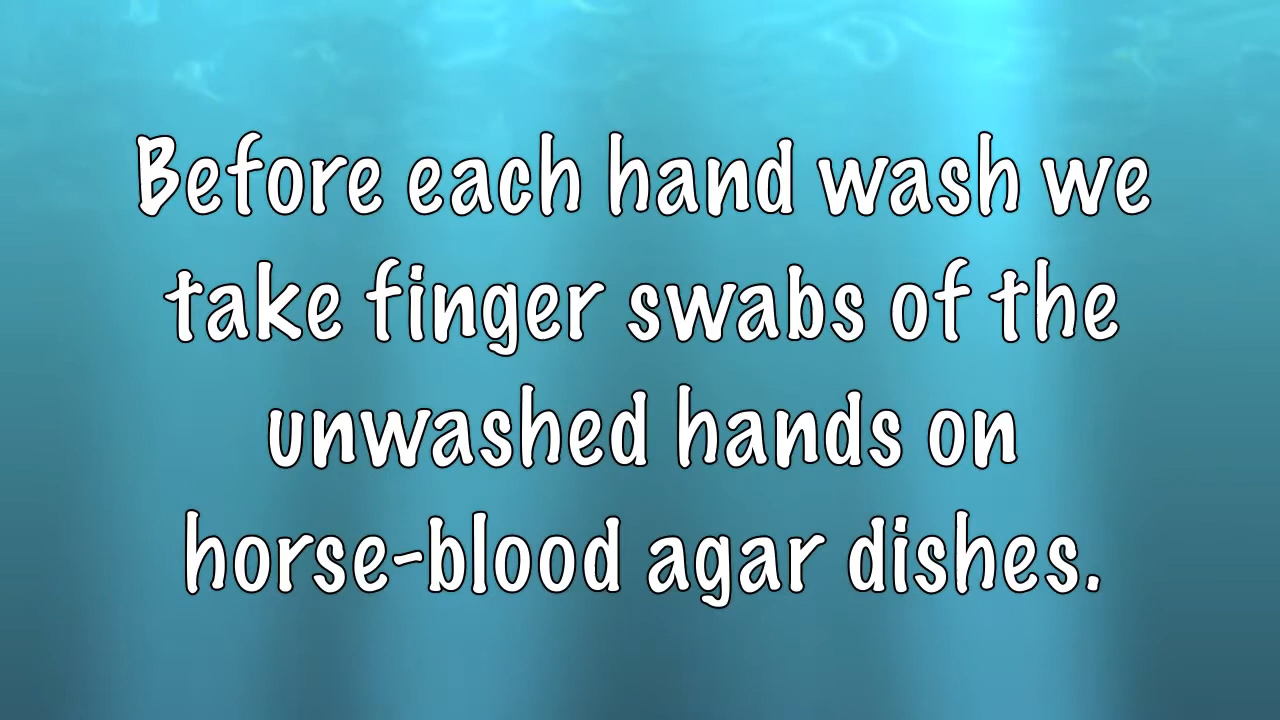 Before each hand wash we
take finger swabs of the
unwashed hands on
horse-blood agar dishes.